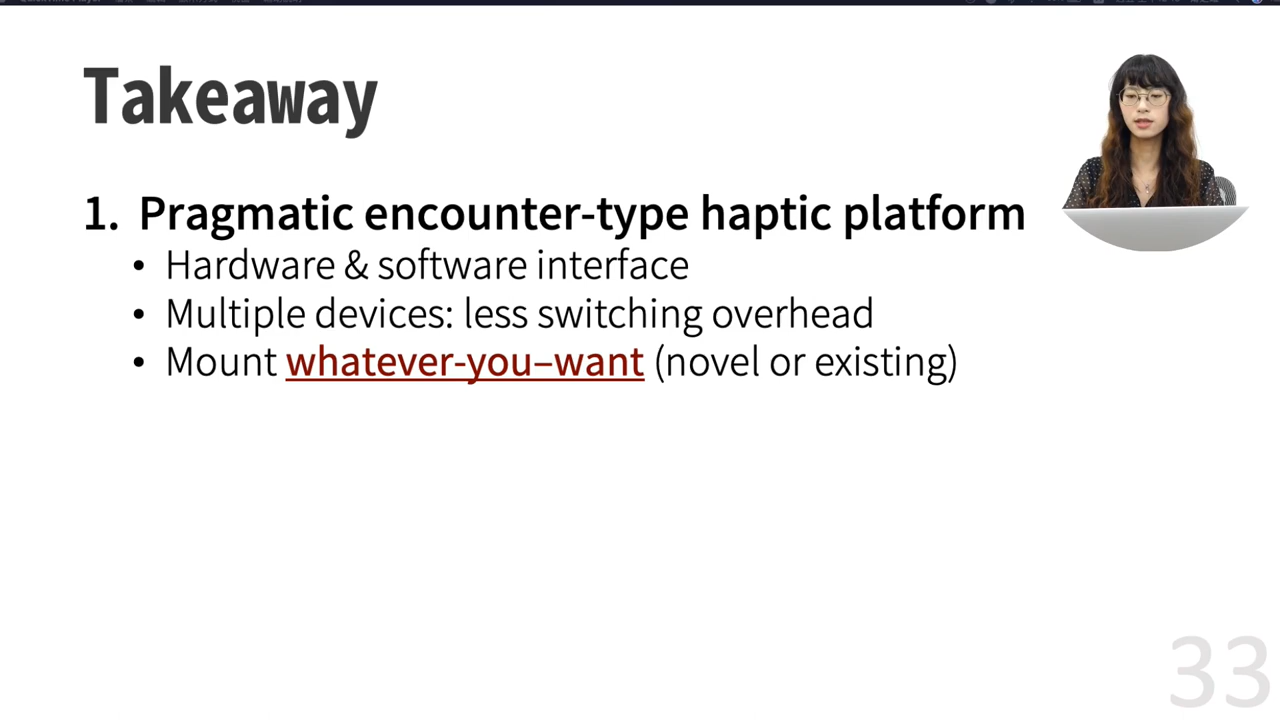 Takeaway
1. Pragmatic encounter-type haptic platform
• Hardware & software interface
• Multiple devices: less switching overhead
• Mount whatever-you–want (novel or existing)
33